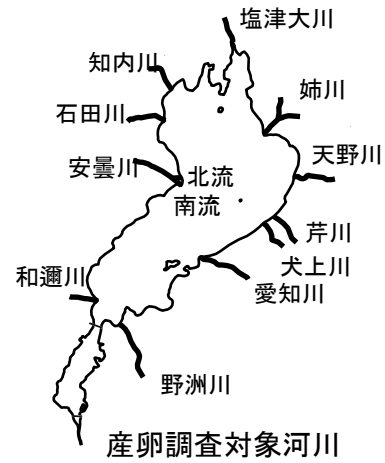 塩津大川
知内川
姉川
石田川
天野川
安曇川
北流
南流
芹川
犬上川
和邇川
愛知川
野洲川
産卵調査対象河川